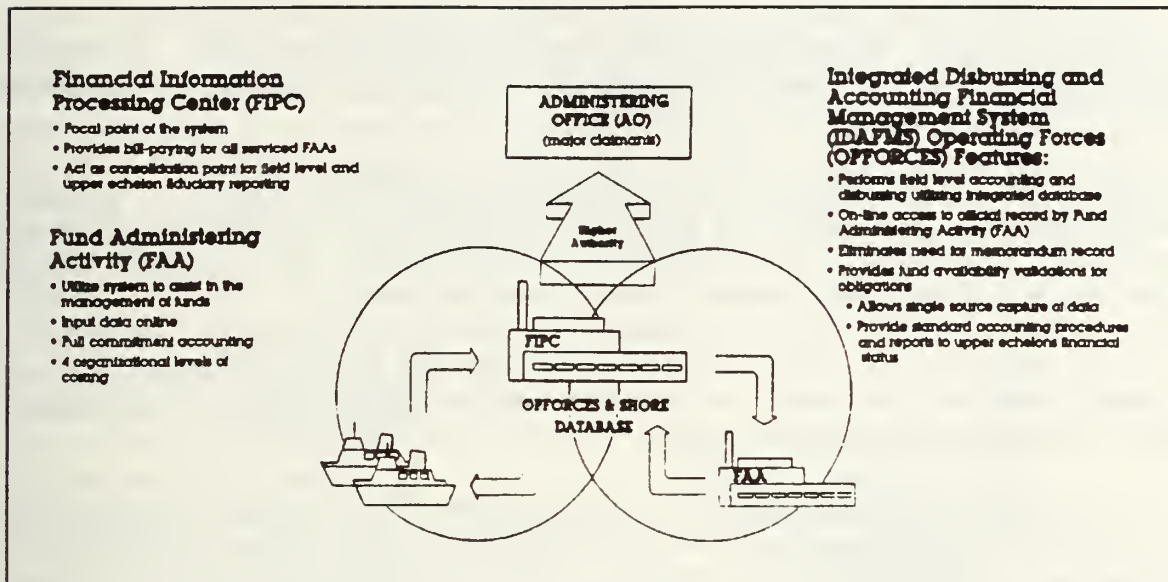 Financial Information
Processing Center (FIPC)
• Focal point of the system
• Provides bill-paying for all serviced FAAs
• Act as consolidation point for field level and
upper echelon fiduciary reporting
Fund Administering
Activity (FAA)
• Utilize system to assist in the
management of funds
• Input data online
• Full commitment accounting
• 4 organizational levels of
costing
ADMINISTERING
OFFICE (AO)
(major claimants)
Higher
Authority
FIPC
OPFORCES & SHORE
DATABASE
FAA
Integrated Disbursing and
Accounting Financial
Management System
(IDAFMS) Operating Forces
(OPFORCES) Features:
• Performs field level accounting and
disbursing utilizing integrated database
• On-line access to official record by Fund
Administering Activity (FAA)
• Eliminates need for memorandum record
• Provides fund availability validations for
obligations
• Allows single source capture of data
• Provide standard accounting procedures
and reports to upper echelons financial
status